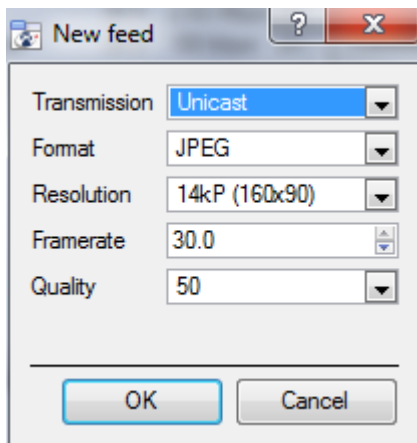 New feed ?
Transmission Unicast
Format JPEG
Resolution 14kP (160x90)
Framerate 30.0
Quality 50
OK Cancel